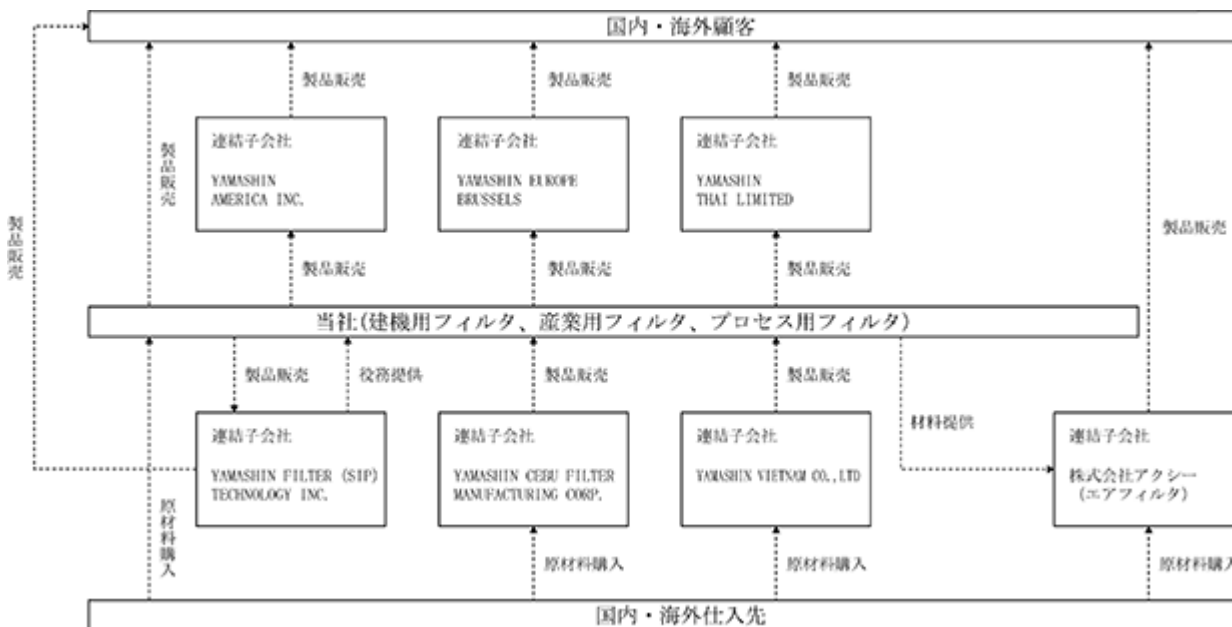 国内・海外顧客
製品販売
製品販売
製品販売
製品販売
製品販売
製品販売
連結子会社
YAMASHIN
AMERICA INC.
連結子会社
YAMASHIN EUROPE
BRUSSELS
連結子会社
YAMASHIN
THAI LIMITED
製品販売
製品販売
製品販売
当社(建機用フィルタ、産業用フィルタ、プロセス用フィルタ)
製品販売
役務提供
製品販売
製品販売
材料提供
連結子会社
YAMASHIN FILTER (SIP)
TECHNOLOGY INC.
連結子会社
YAMASHIN CEBU FILTER
MANUFACTURING CORP.
連結子会社
YAMASHIN VIETNAM CO.,LTD
連結子会社
株式会社アクシー
(エアフィルタ)
原材料購入
原材料購入
原材料購入
原材料購入
国内・海外仕入先